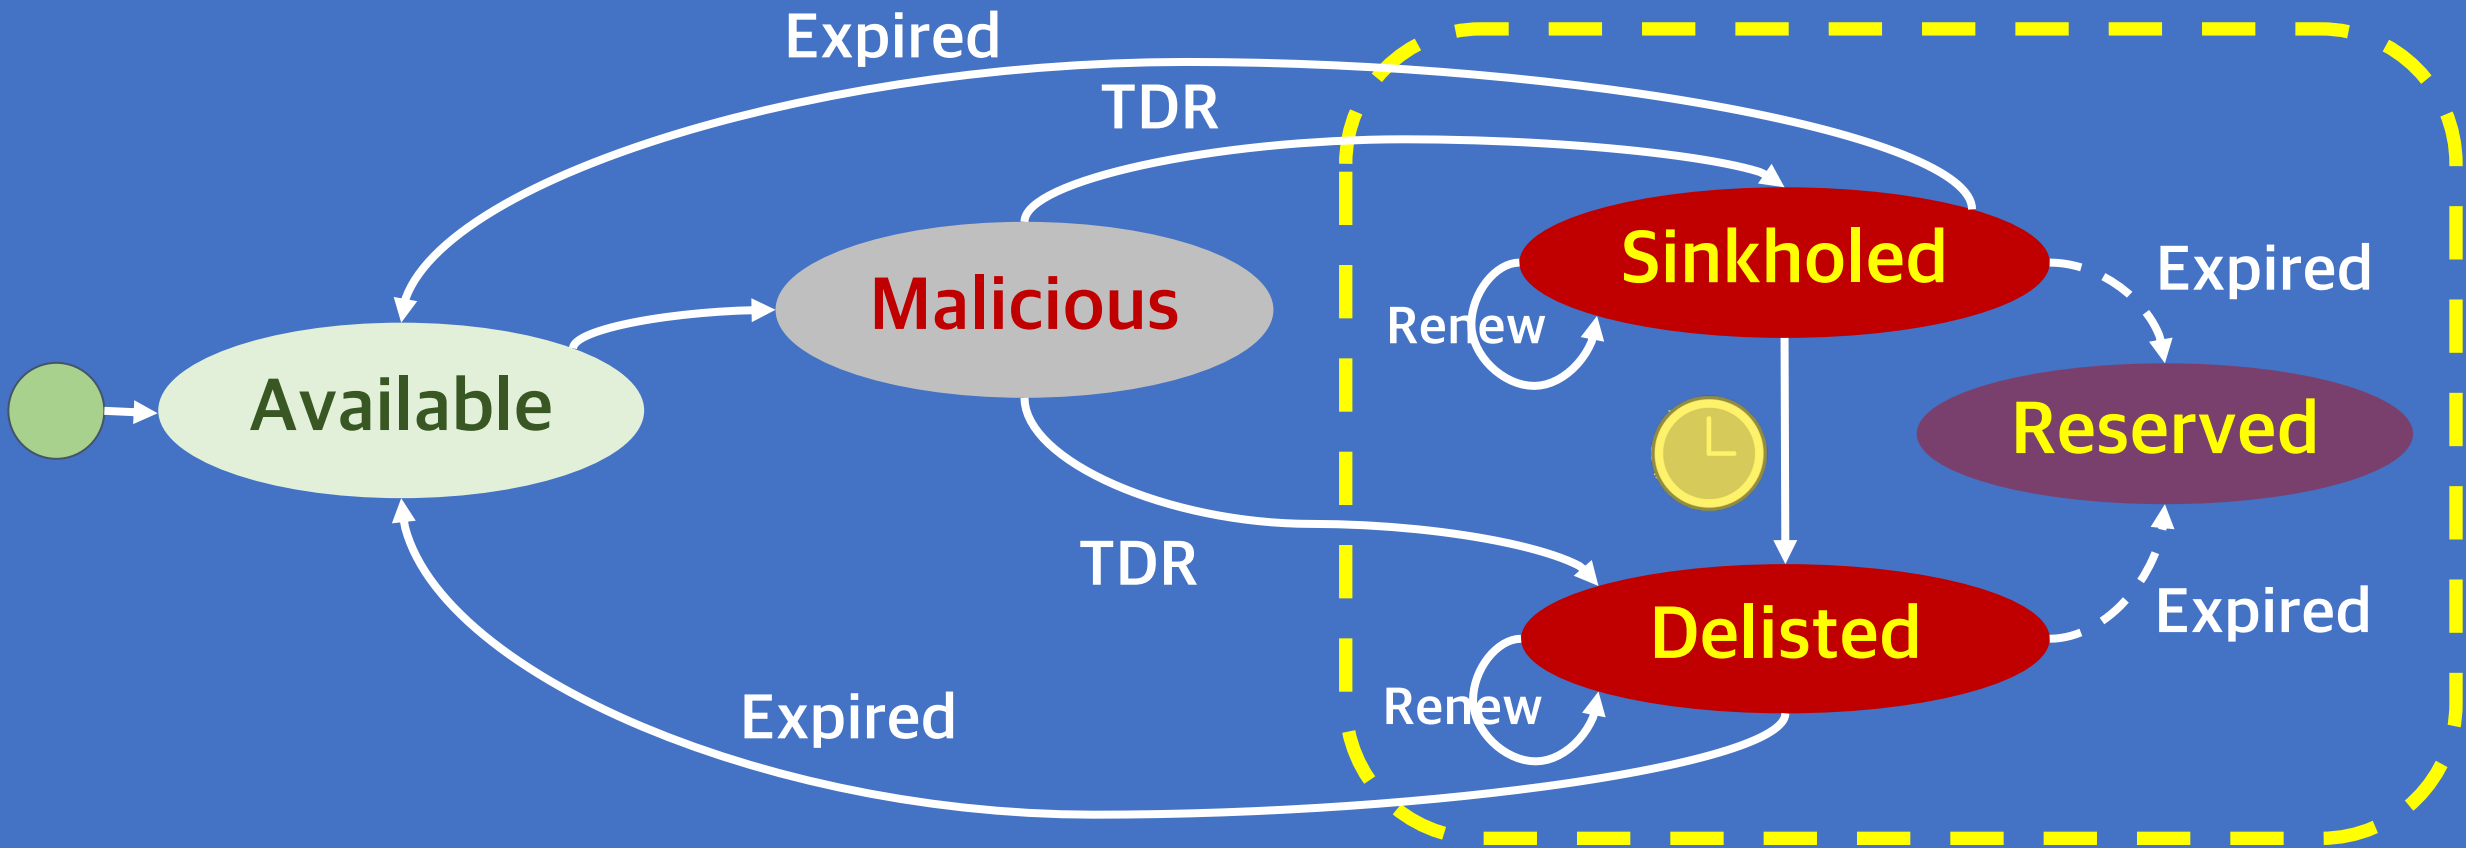 Expired
TDR
Sinkholed
Expired
Malicious
Renew
Available
Reserved
TDR
Expired
Delisted
Renew
Expired